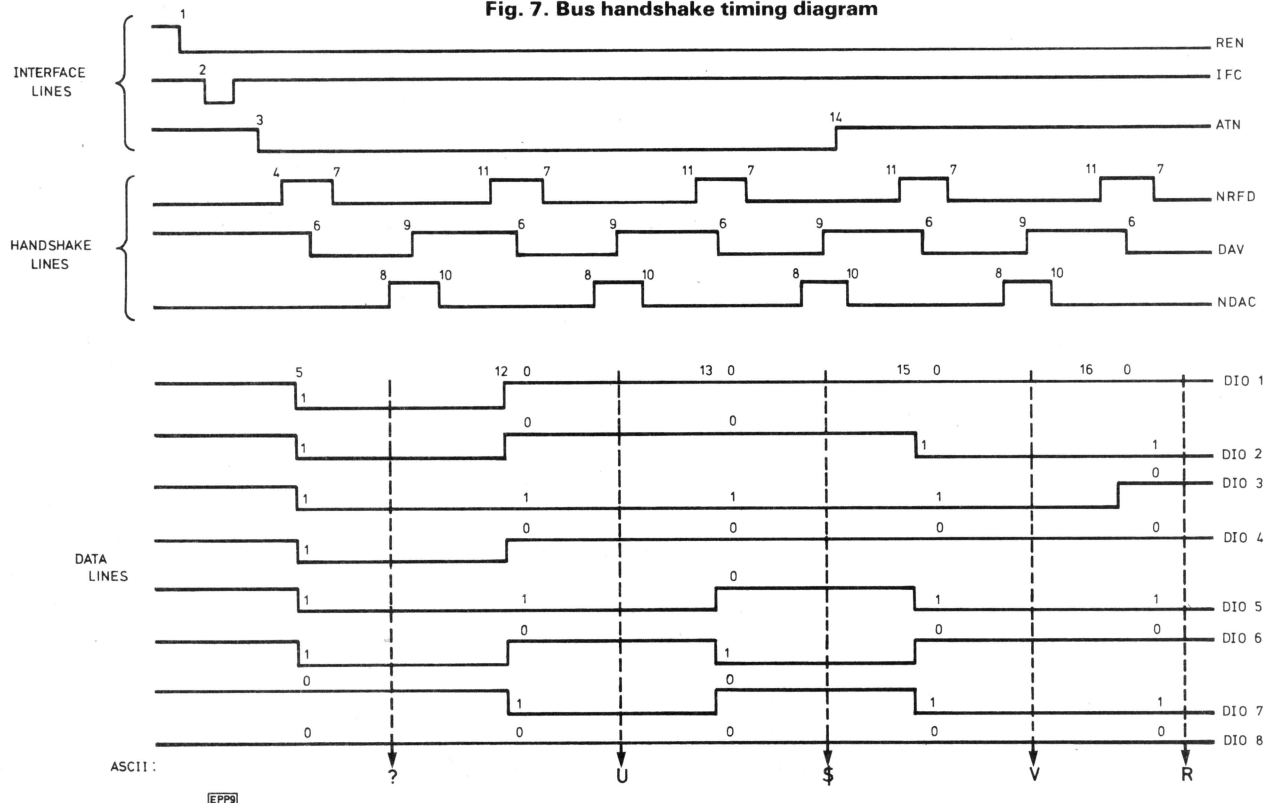 Fig. 7. Bus handshake timing diagram
1
REN
INTERFACE
LINES
2
IFC
3
14
ATN
4 7 11 7 11 7 11 7 11 7
NRFD
HANDSHAKE
LINES
6 9 6 9 6 9 6 9 6
DAV
8 10 8 10 8 10 8 10
NDAC
5 12 0 13 0 15 0 16 0
DIO 1
1
0 0
1 1 1
DIO 2
0
DIO 3
1 1 1 1
0 0 0 0
DIO 4
1
DATA
LINES
0
1 1 1 1
DIO 5
0 0 0
DIO 6
1 1
0 0
1 1 1
DIO 7
0 0 0 0 0
DIO 8
ASCII:
? U $ V R
EPP9